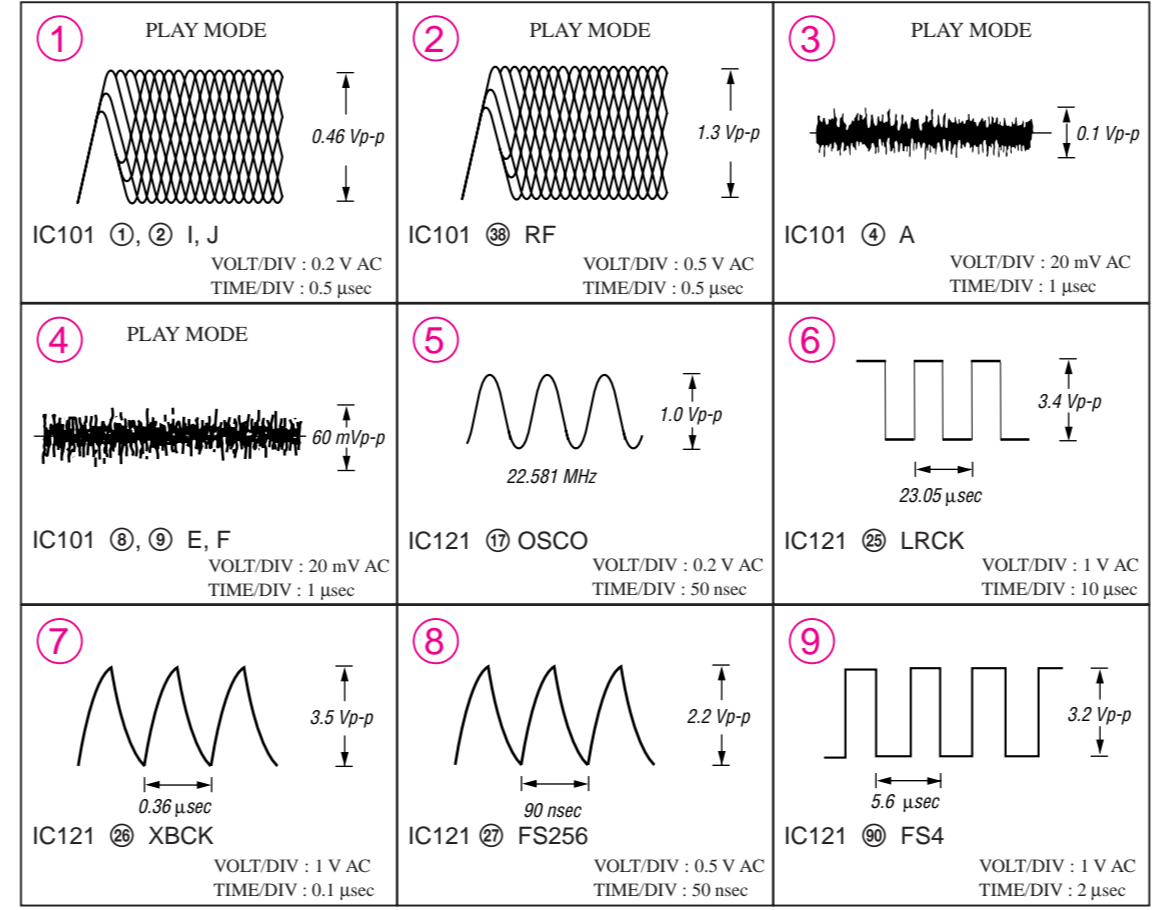 ① PLAY MODE
0.46 Vp-p
IC101 ①, ② I, J
VOLT/DIV : 0.2 V AC
TIME/DIV : 0.5 µsec
② PLAY MODE
1.3 Vp-p
IC101 ㊳ RF
VOLT/DIV : 0.5 V AC
TIME/DIV : 0.5 µsec
③ PLAY MODE
0.1 Vp-p
IC101 ④ A
VOLT/DIV : 20 mV AC
TIME/DIV : 1 µsec
④ PLAY MODE
60 mVp-p
IC101 ⑧, ⑨ E, F
VOLT/DIV : 20 mV AC
TIME/DIV : 1 µsec
⑤
1.0 Vp-p
22.581 MHz
IC121 ⑰ OSCO
VOLT/DIV : 0.2 V AC
TIME/DIV : 50 nsec
⑥
3.4 Vp-p
23.05 µsec
IC121 ㉕ LRCK
VOLT/DIV : 1 V AC
TIME/DIV : 10 µsec
⑦
3.5 Vp-p
0.36 µsec
IC121 ㉖ XBCK
VOLT/DIV : 1 V AC
TIME/DIV : 0.1 µsec
⑧
2.2 Vp-p
90 nsec
IC121 ㉗ FS256
VOLT/DIV : 0.5 V AC
TIME/DIV : 50 nsec
⑨
3.2 Vp-p
5.6 µsec
IC121 90 FS4
VOLT/DIV : 1 V AC
TIME/DIV : 2 µsec